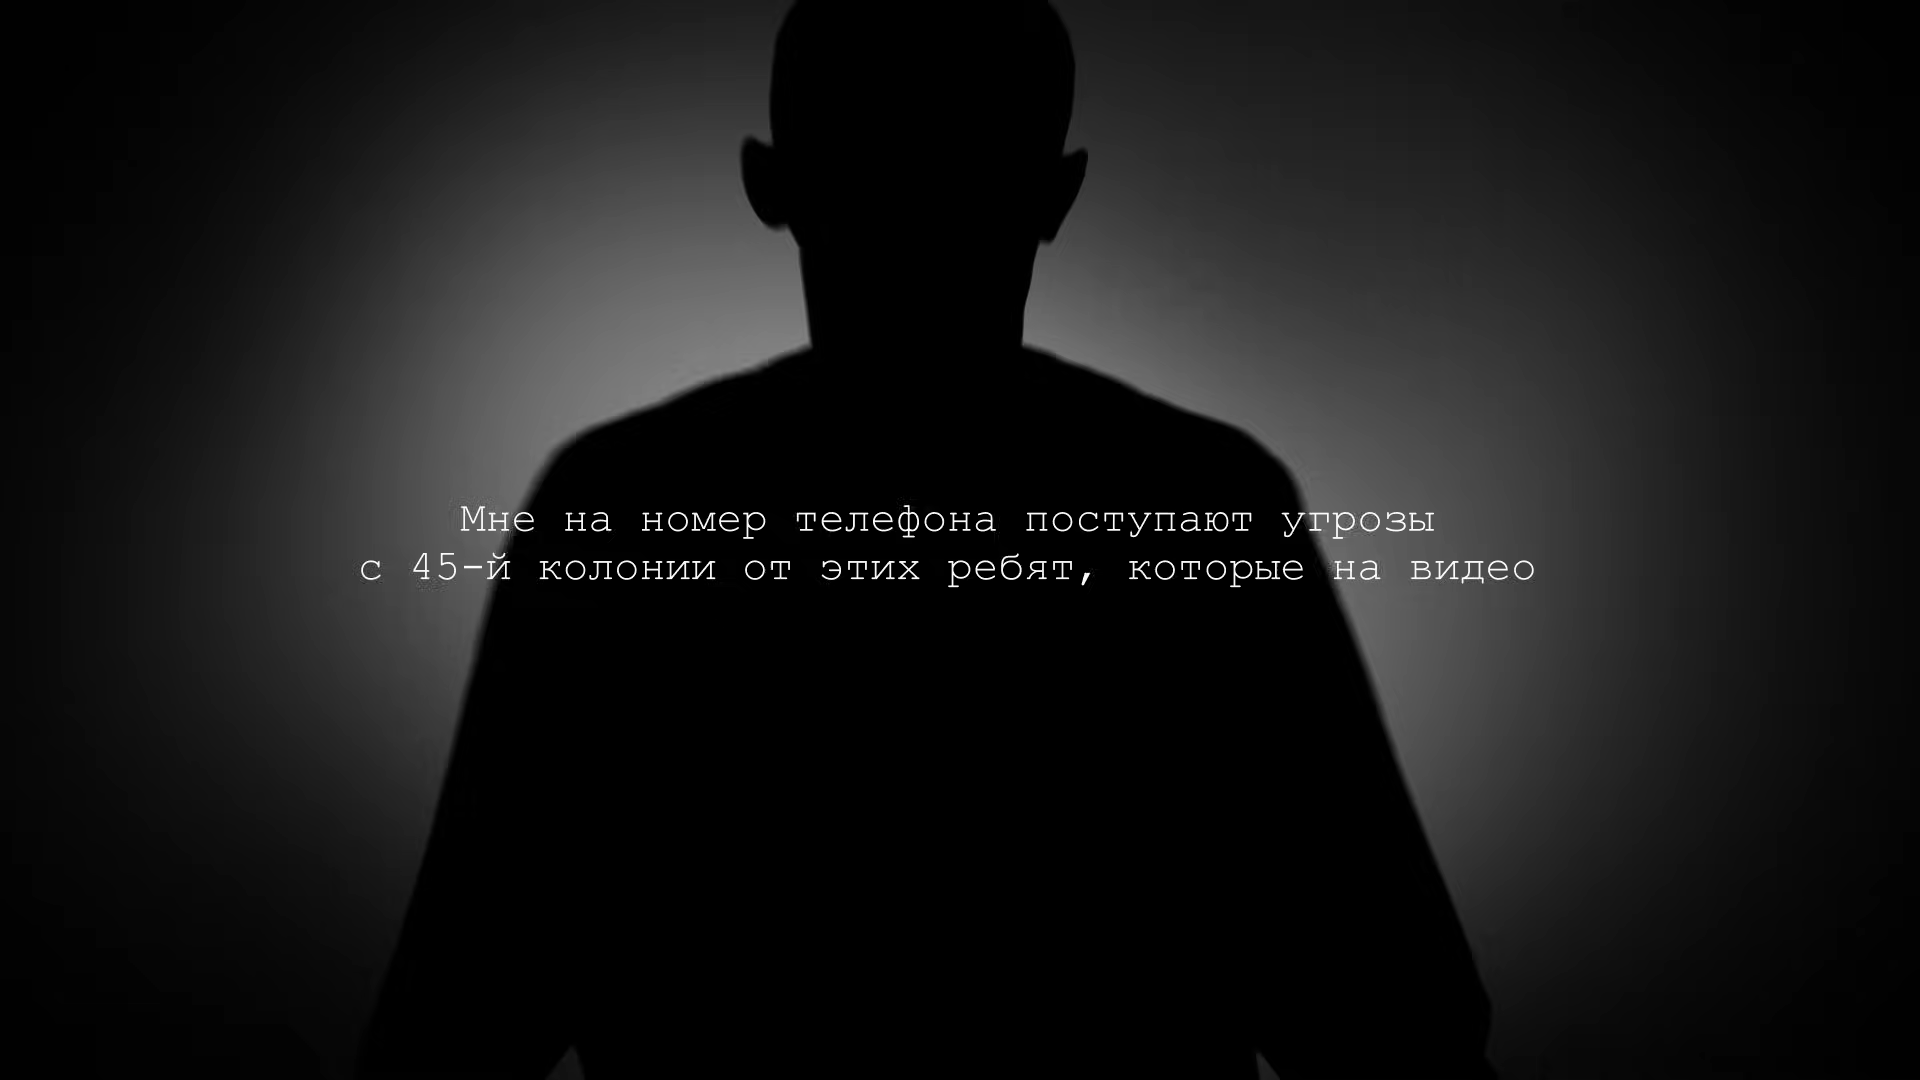 Мне на номер телефона поступают угрозы
с 45-й колонии от этих ребят, которые на видео